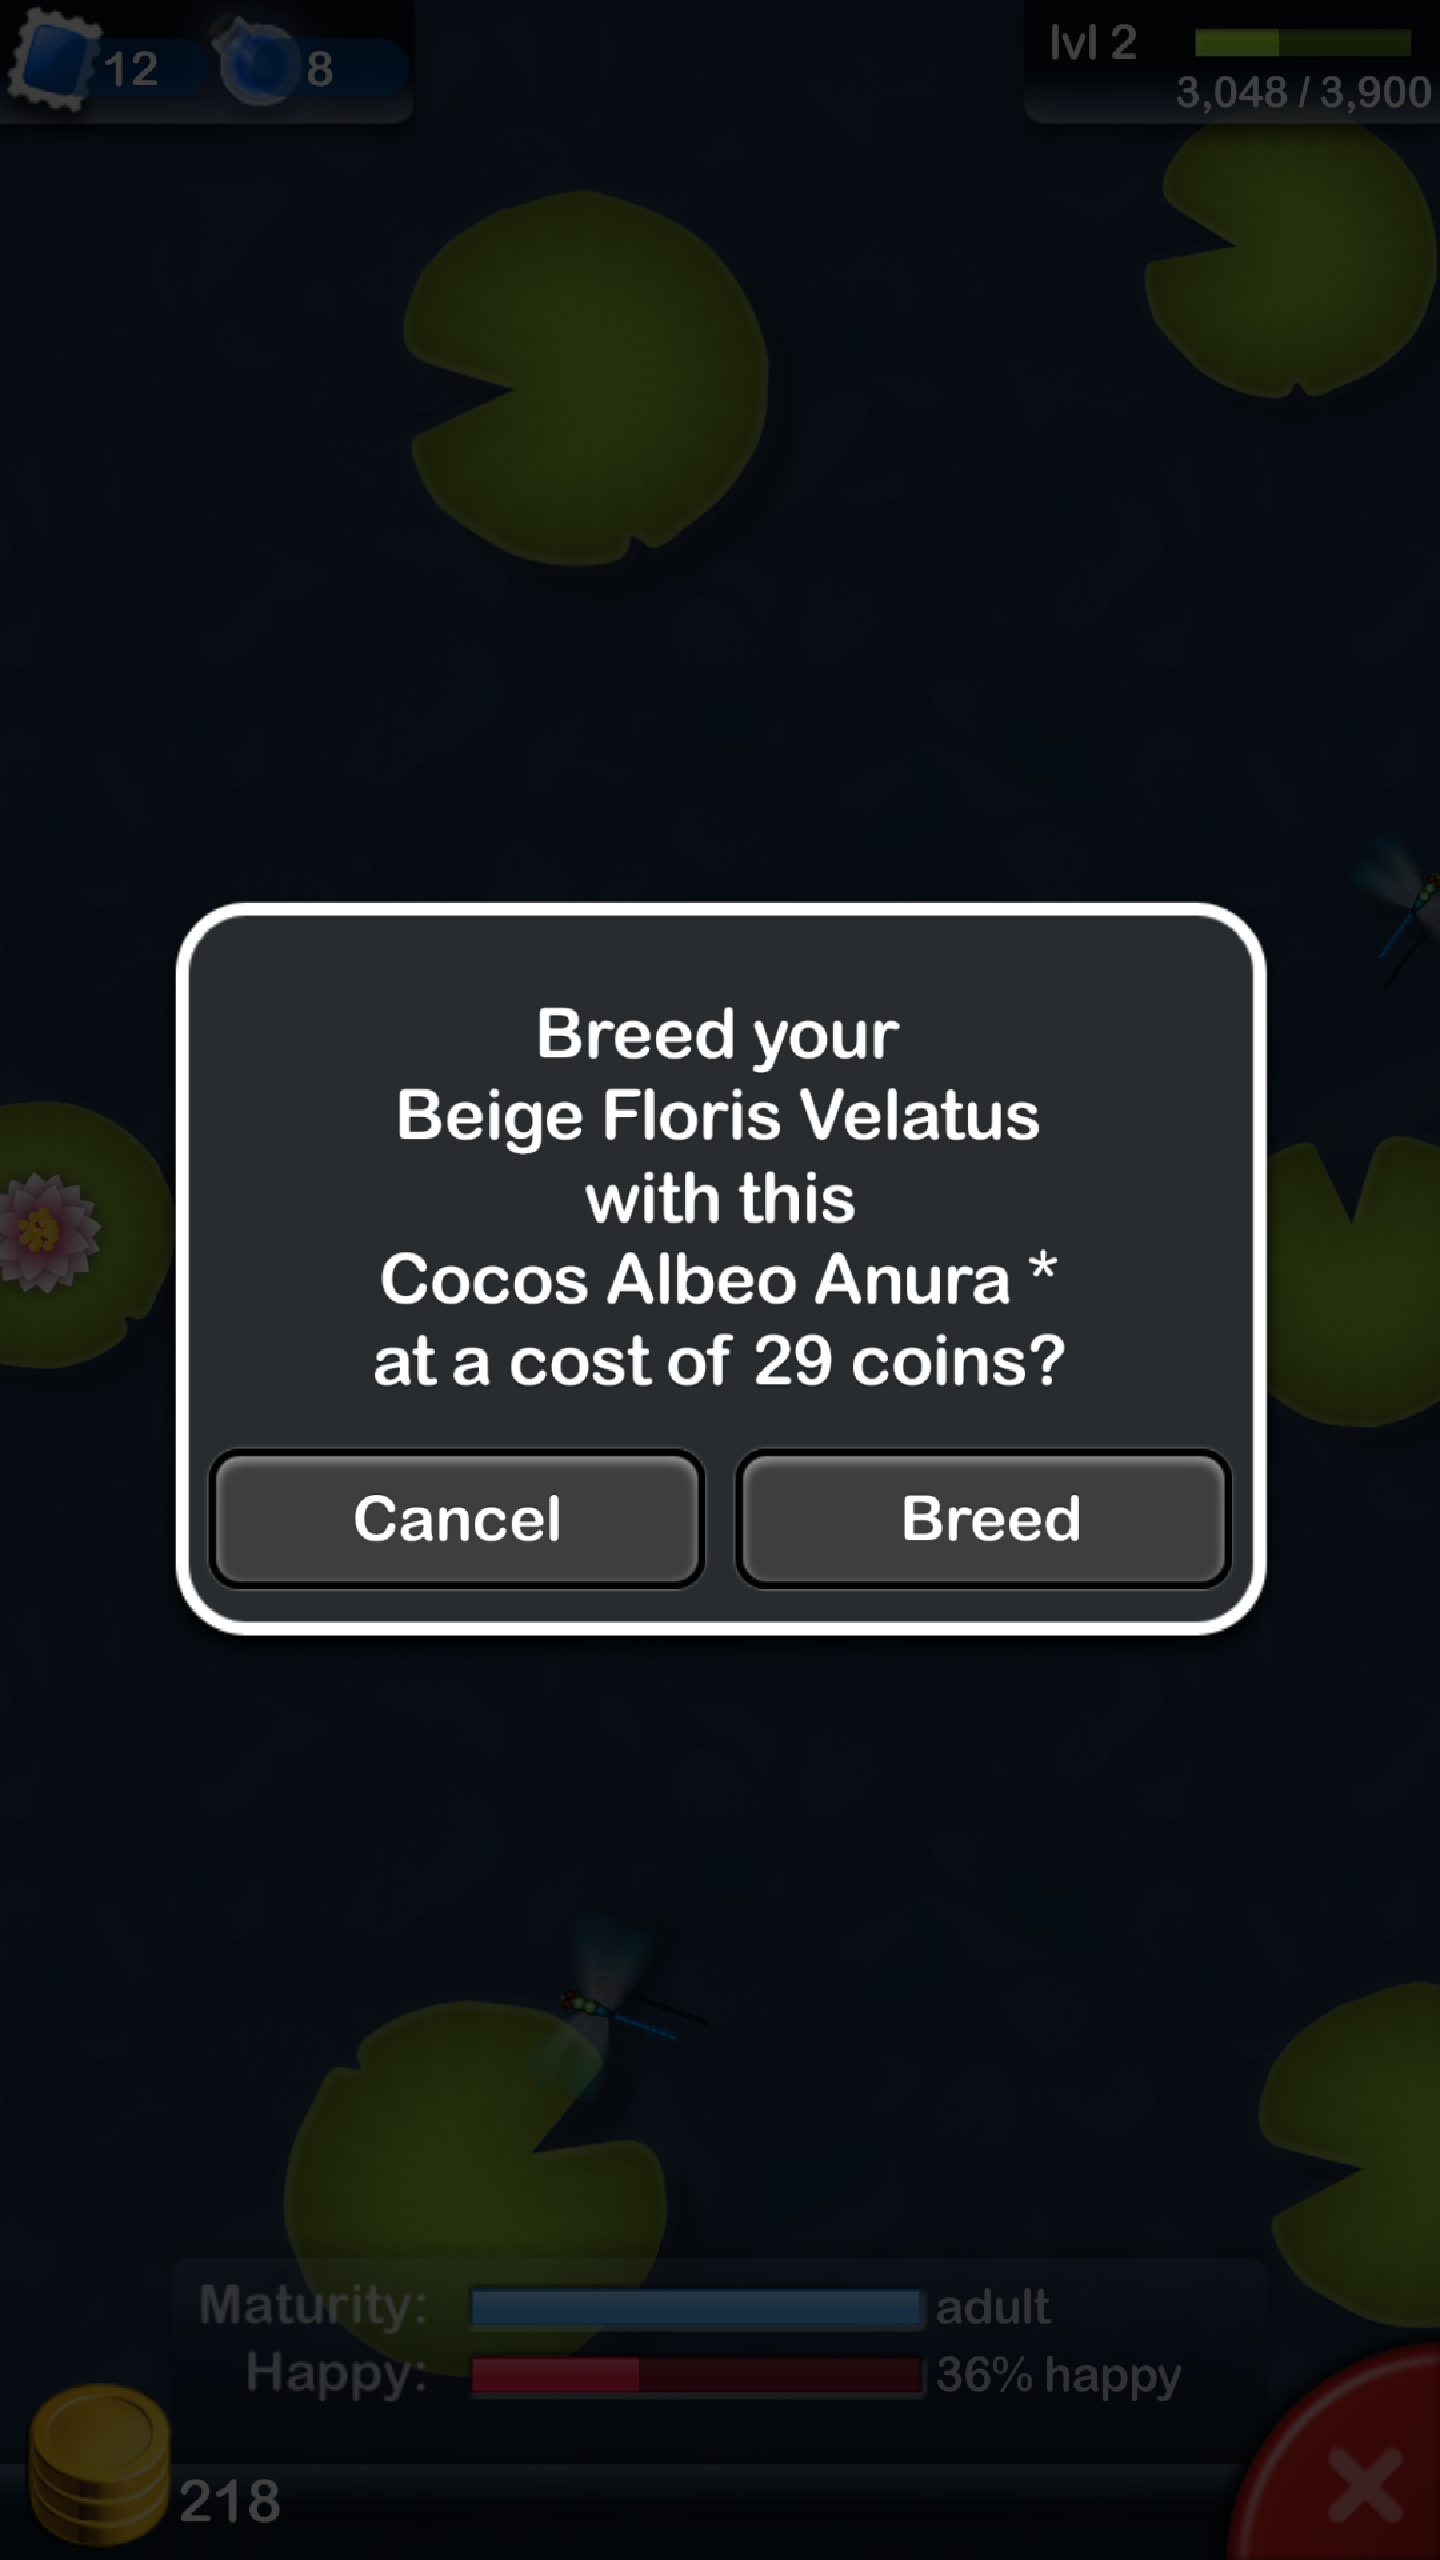 12
8
lvl 2
3,048 / 3,900
Breed your
Beige Floris Velatus
with this
Cocos Albeo Anura *
at a cost of 29 coins?
Cancel
Breed
Maturity:
adult
Happy:
36% happy
218